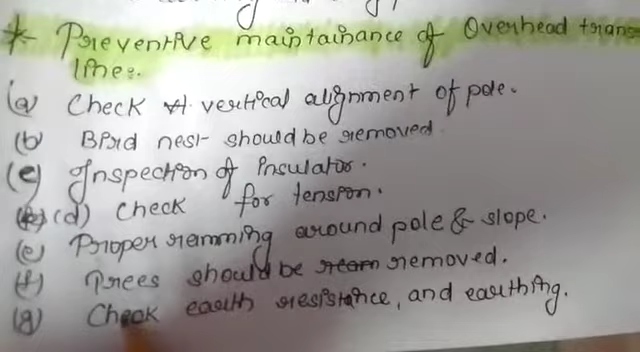 * Preventive maintainance of Overhead trans
line:
(a) Check vertical alignment of pole.
(b) Bird nest should be removed
(c) Inspection of Insulator.
(d) Check for tension.
(e) Proper ramming around pole & slope.
(f) Trees should be removed.
(g) Check earth resistance, and earthing.